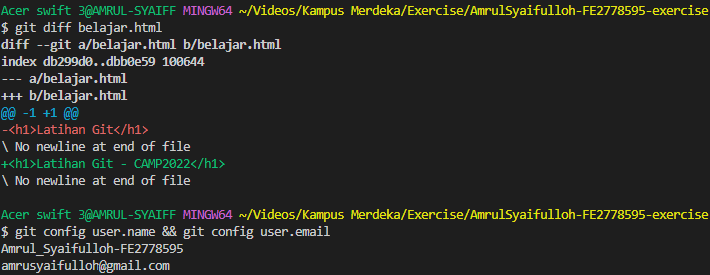 Acer swift 3@AMRUL-SYAIFF MINGW64 ~/Videos/Kampus Merdeka/Exercise/AmrulSyaifulloh-FE2778595-exercise
$ git diff belajar.html
diff --git a/belajar.html b/belajar.html
index db299d0..dbb0e59 100644
--- a/belajar.html
+++ b/belajar.html
@@ -1 +1 @@
-<h1>Latihan Git</h1>
\ No newline at end of file
+<h1>Latihan Git - CAMP2022</h1>
\ No newline at end of file
Acer swift 3@AMRUL-SYAIFF MINGW64 ~/Videos/Kampus Merdeka/Exercise/AmrulSyaifulloh-FE2778595-exercise
$ git config user.name && git config user.email
Amrul_Syaifulloh-FE2778595
amrusyaifulloh@gmail.com